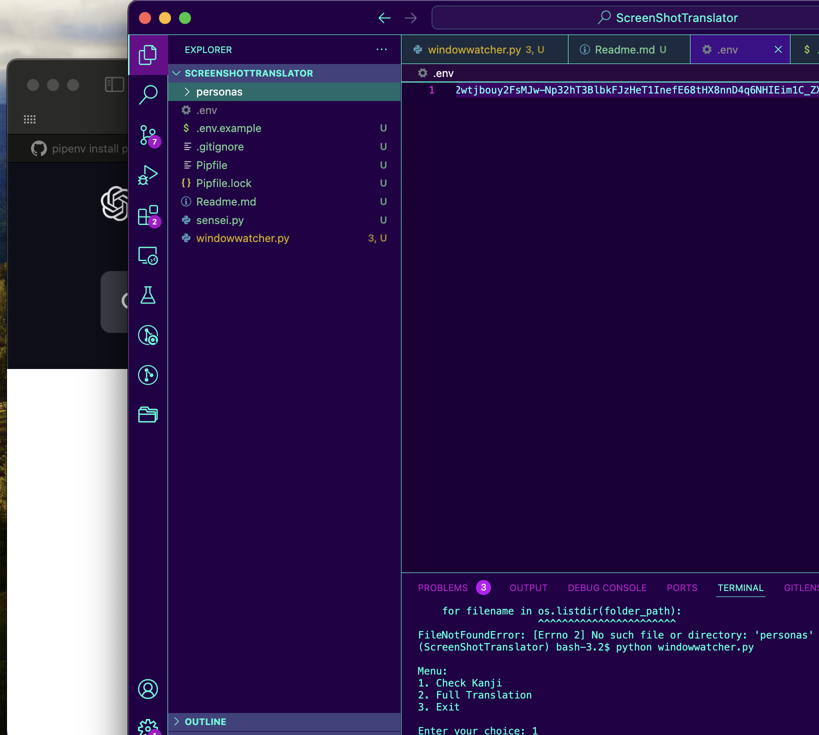 ScreenShotTranslator
EXPLORER
windowwatcher.py 3, U
Readme.md U
.env
$
SCREENSHOTTRANSLATOR
.env
personas
1 2wtjbouy2FsMJw-Np32hT3BlbkFJzHeT1InefE68tHX8nnD4q6NHIEim1C_ZX
.env
$ .env.example U
.gitignore U
7
pipenv install p
Pipfile U
{} Pipfile.lock U
Readme.md U
2
sensei.py U
windowwatcher.py 3, U
PROBLEMS 3 OUTPUT DEBUG CONSOLE PORTS TERMINAL GITLENS
for filename in os.listdir(folder_path):
^^^^^^^^^^^^^^^^^^^^^^^
FileNotFoundError: [Errno 2] No such file or directory: 'personas'
(ScreenShotTranslator) bash-3.2$ python windowwatcher.py
Menu:
1. Check Kanji
2. Full Translation
3. Exit
OUTLINE
Enter your choice: 1